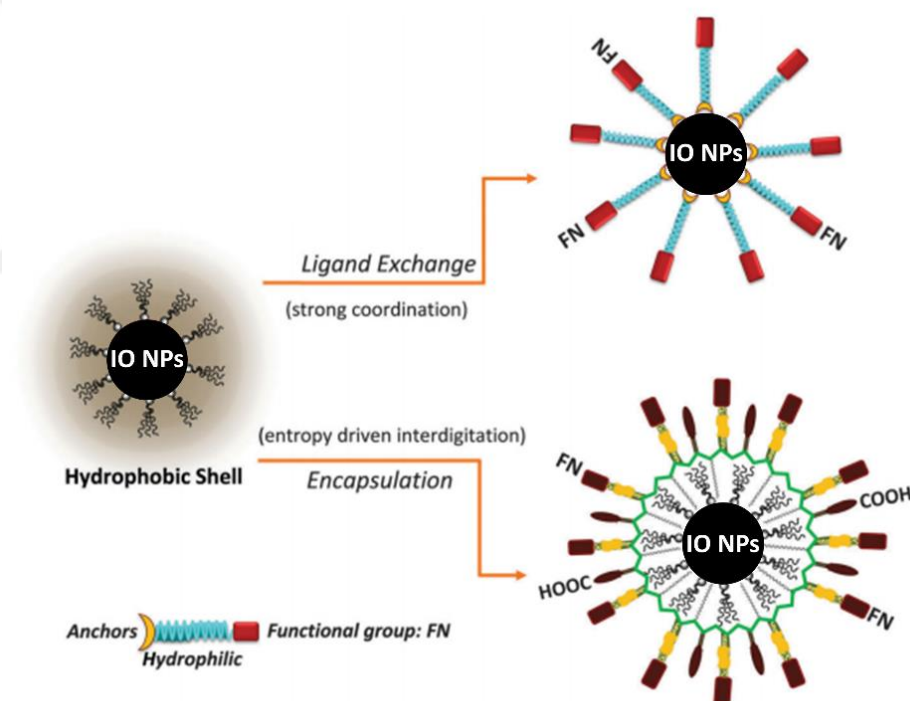 FN
IO NPs
FN
FN
Ligand Exchange
(strong coordination)
IO NPs
Hydrophobic Shell
(entropy driven interdigitation)
Encapsulation
FN
COOH
IO NPs
HOOC
FN
Anchors
Functional group: FN
Hydrophilic